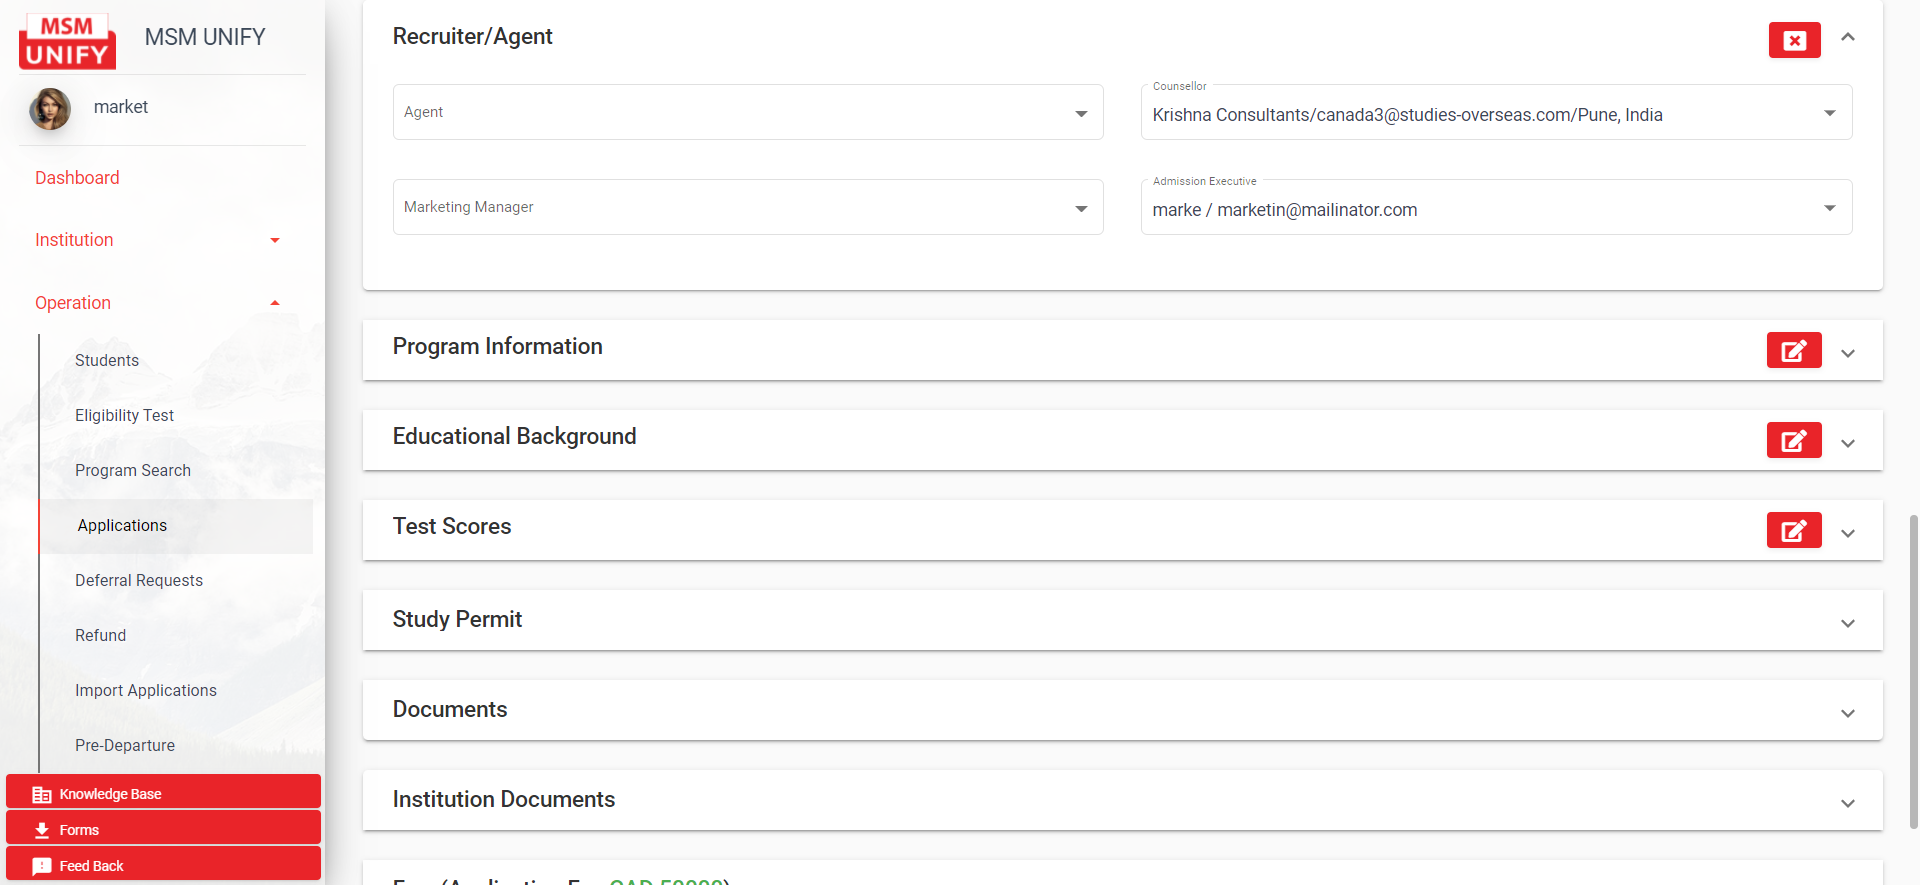 MSM
UNIFY
MSM UNIFY
market
Dashboard
Institution
Operation
Students
Eligibility Test
Program Search
Applications
Deferral Requests
Refund
Import Applications
Pre-Departure
Knowledge Base
Forms
Feed Back
Recruiter/Agent
Agent
Counsellor
Krishna Consultants/canada3@studies-overseas.com/Pune, India
Marketing Manager
Admission Executive
marke / marketin@mailinator.com
Program Information
Educational Background
Test Scores
Study Permit
Documents
Institution Documents